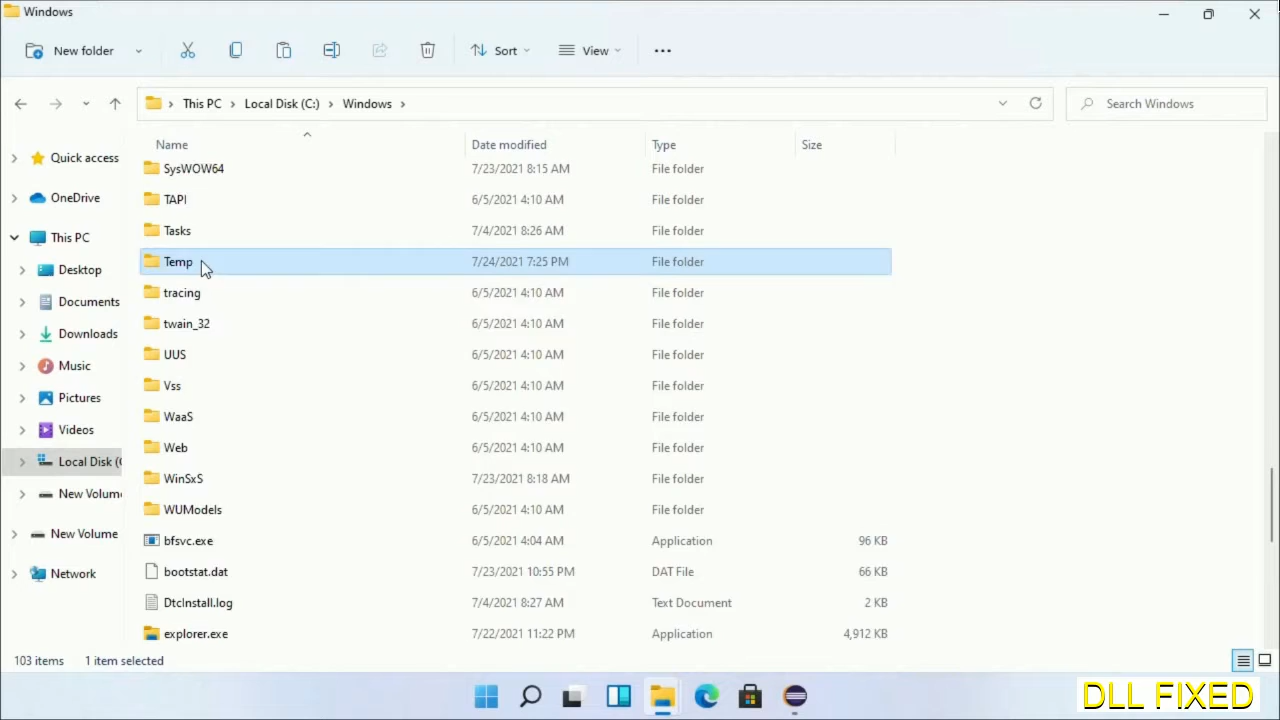 Windows
New folder Sort View
This PC Local Disk (C:) Windows Search Windows
Name Date modified Type Size
Quick access
OneDrive
This PC
Desktop
Documents
Downloads
Music
Pictures
Videos
Local Disk (C
New Volum
New Volume
Network
SysWOW64 7/23/2021 8:15 AM File folder
TAPI 6/5/2021 4:10 AM File folder
Tasks 7/4/2021 8:26 AM File folder
Temp 7/24/2021 7:25 PM File folder
tracing 6/5/2021 4:10 AM File folder
twain_32 6/5/2021 4:10 AM File folder
UUS 6/5/2021 4:10 AM File folder
Vss 6/5/2021 4:10 AM File folder
WaaS 6/5/2021 4:10 AM File folder
Web 6/5/2021 4:10 AM File folder
WinSxS 7/23/2021 8:18 AM File folder
WUModels 6/5/2021 4:10 AM File folder
bfsvc.exe 6/5/2021 4:04 AM Application 96 KB
bootstat.dat 7/23/2021 10:55 PM DAT File 66 KB
DtcInstall.log 7/4/2021 8:27 AM Text Document 2 KB
explorer.exe 7/22/2021 11:22 PM Application 4,912 KB
103 items 1 item selected
DLL FIXED